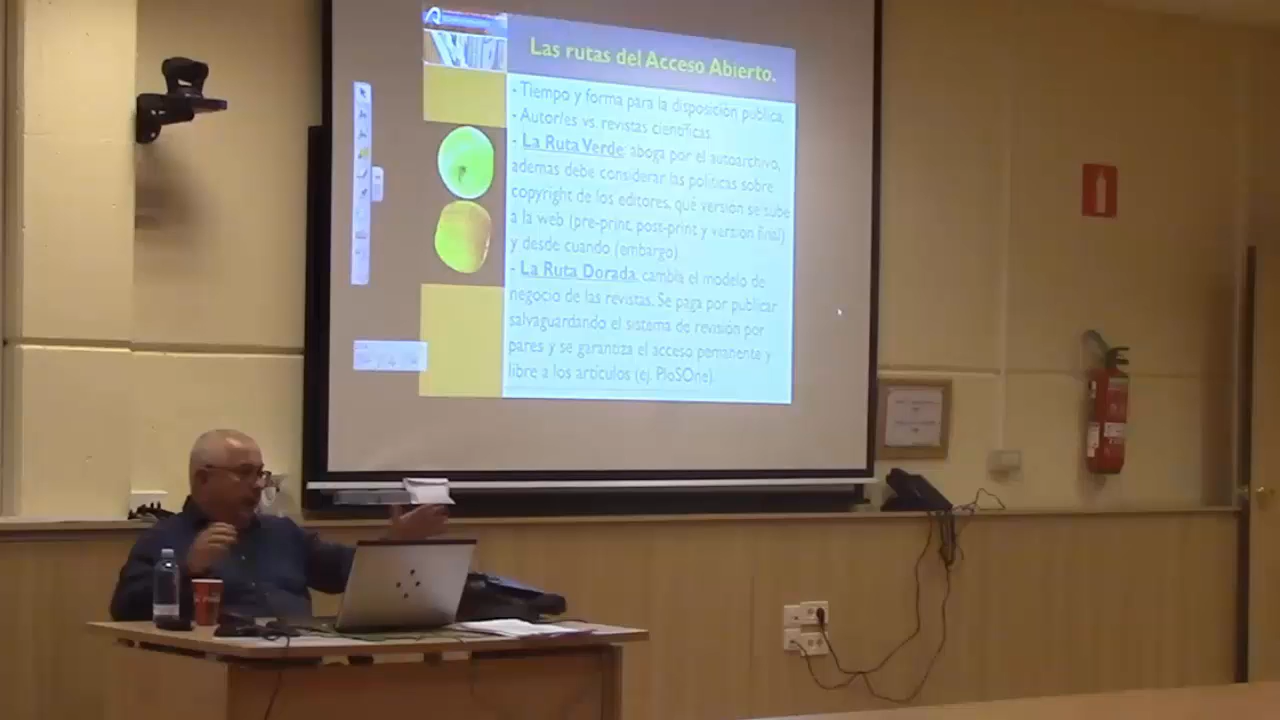 Las rutas del Acceso Abierto.
- Tiempo y forma para la disposición pública.
- Autor/es vs. revistas científicas.
- La Ruta Verde: aboga por el autoarchivo,
ademas debe considerar las políticas sobre
copyright de los editores, qué versión se sube
a la web (pre-print, post-print y versión final)
y desde cuando (embargo).
- La Ruta Dorada, cambia el modelo de
negocio de las revistas. Se paga por publicar
salvaguardando el sistema de revisión por
pares y se garantiza el acceso permanente y
libre a los artículos (ej. PloSOne).